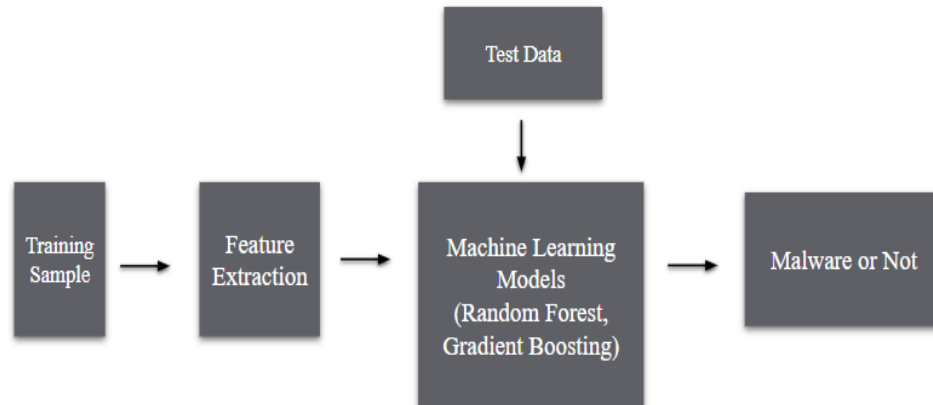 Test Data
Training
Sample
Feature
Extraction
Machine Learning
Models
(Random Forest,
Gradient Boosting)
Malware or Not